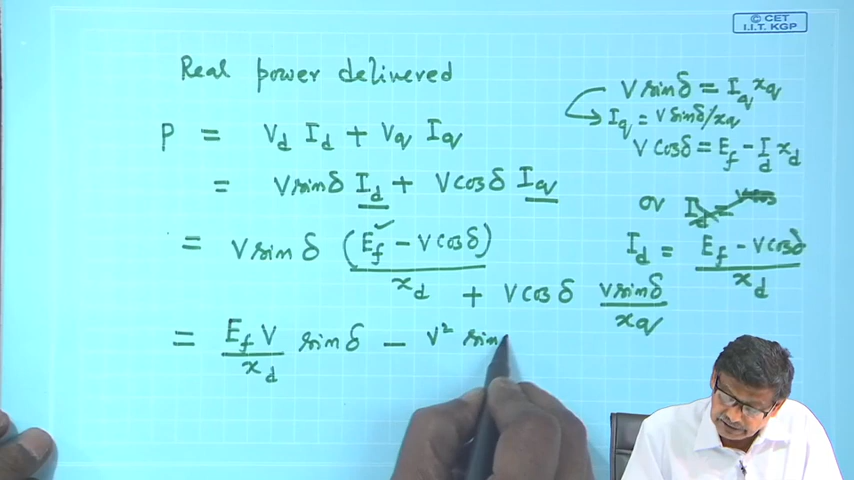 © CET
I.I.T. KGP
Real power delivered
P = V_d I_d + V_q I_q
= V sin δ I_d + V cos δ I_q
= V sin δ (E_f - V cos δ) / x_d + V cos δ V sin δ / x_q
= E_f V / x_d sin δ - V² sin
V sin δ = I_q x_q
I_q = V sin δ / x_q
V cos δ = E_f - I_d x_d
or I_d =
I_d = E_f - V cos δ / x_d